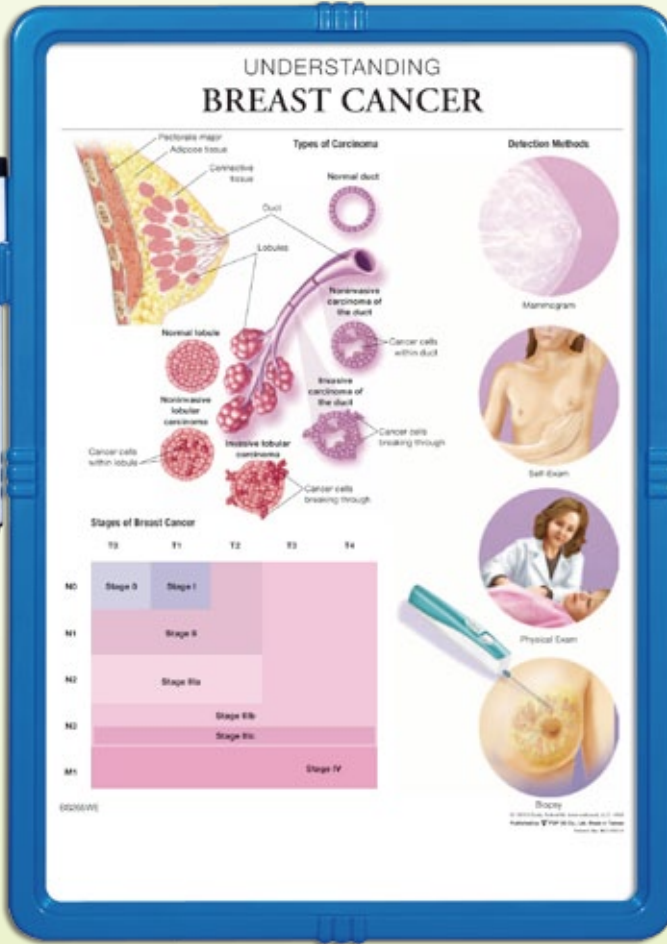 UNDERSTANDING
BREAST CANCER
Pectoralis major
Adipose tissue
Connective
tissue
Duct
Lobules
Types of Carcinoma
Normal duct
Noninvasive
carcinoma of
the duct
Cancer cells
within duct
Invasive
carcinoma of
the duct
Cancer cells
breaking through
Normal lobule
Noninvasive
lobular
carcinoma
Cancer cells
within lobule
Invasive lobular
carcinoma
Cancer cells
breaking through
Detection Methods
Mammogram
Self-Exam
Physical Exam
Biopsy
Stages of Breast Cancer
T0 T1 T2 T3 T4
N0 Stage 0 Stage I
N1 Stage II
N2 Stage IIIa
Stage IIIb
N3 Stage IIIc
M1 Stage IV